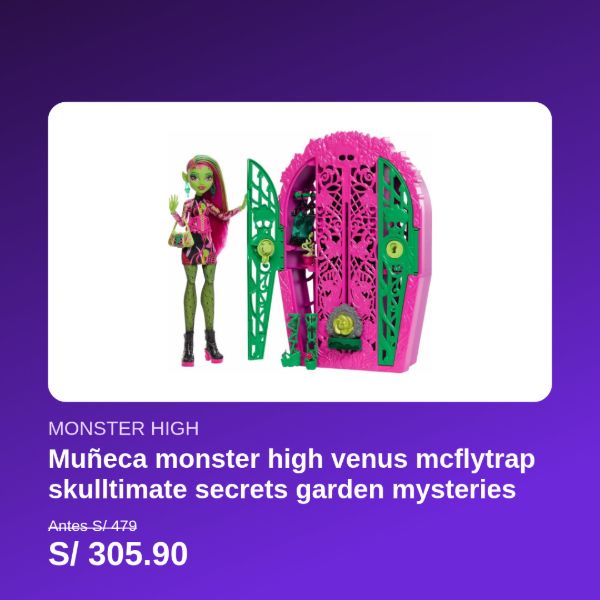 MONSTER HIGH
Muñeca monster high venus mcflytrap
skulltimate secrets garden mysteries
Antes S/ 479
S/ 305.90